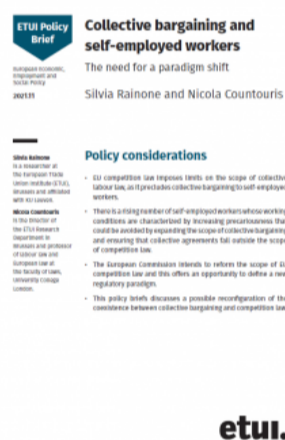 ETUI Policy
Brief
European Economic,
Employment and
Social Policy
2021.11
Collective bargaining and
self-employed workers
The need for a paradigm shift
Silvia Rainone and Nicola Countouris
Silvia Rainone
is a researcher at
the European Trade
Union Institute (ETUI),
Brussels and affiliated
with KU Leuven.
Nicola Countouris
is the Director of
the ETUI Research
Department in
Brussels and professor
of labour law and
European law at
the Faculty of Laws,
University College
London.
Policy considerations
• EU competition law imposes limits on the scope of collective
labour law, as it precludes collective bargaining to self-employed
workers.
• There is a rising number of self-employed workers whose working
conditions are characterized by increasing precariousness that
could be avoided by expanding the scope of collective bargaining
and ensuring that collective agreements fall outside the scope
of competition law.
• The European Commission intends to reform the scope of EU
competition law and this offers an opportunity to define a new
regulatory paradigm.
• This policy briefs discusses a possible reconfiguration of the
coexistence between collective bargaining and competition law.
etui.